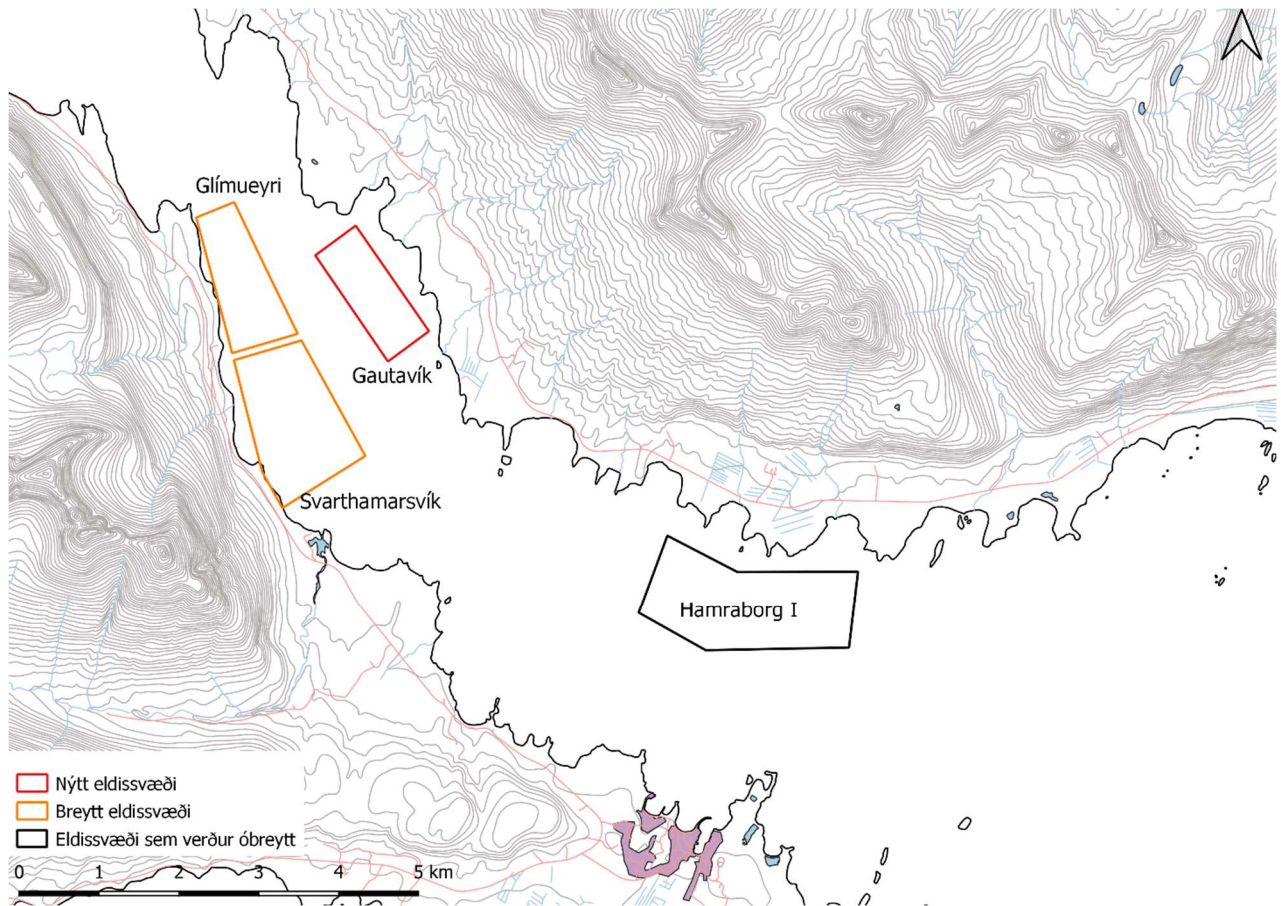 Glímueyri
Gautavík
Svarthamarsvík
Hamraborg I
Nýtt eldissvæði
Breytt eldissvæði
Eldissvæði sem verður óbreytt
0 1 2 3 4 5 km